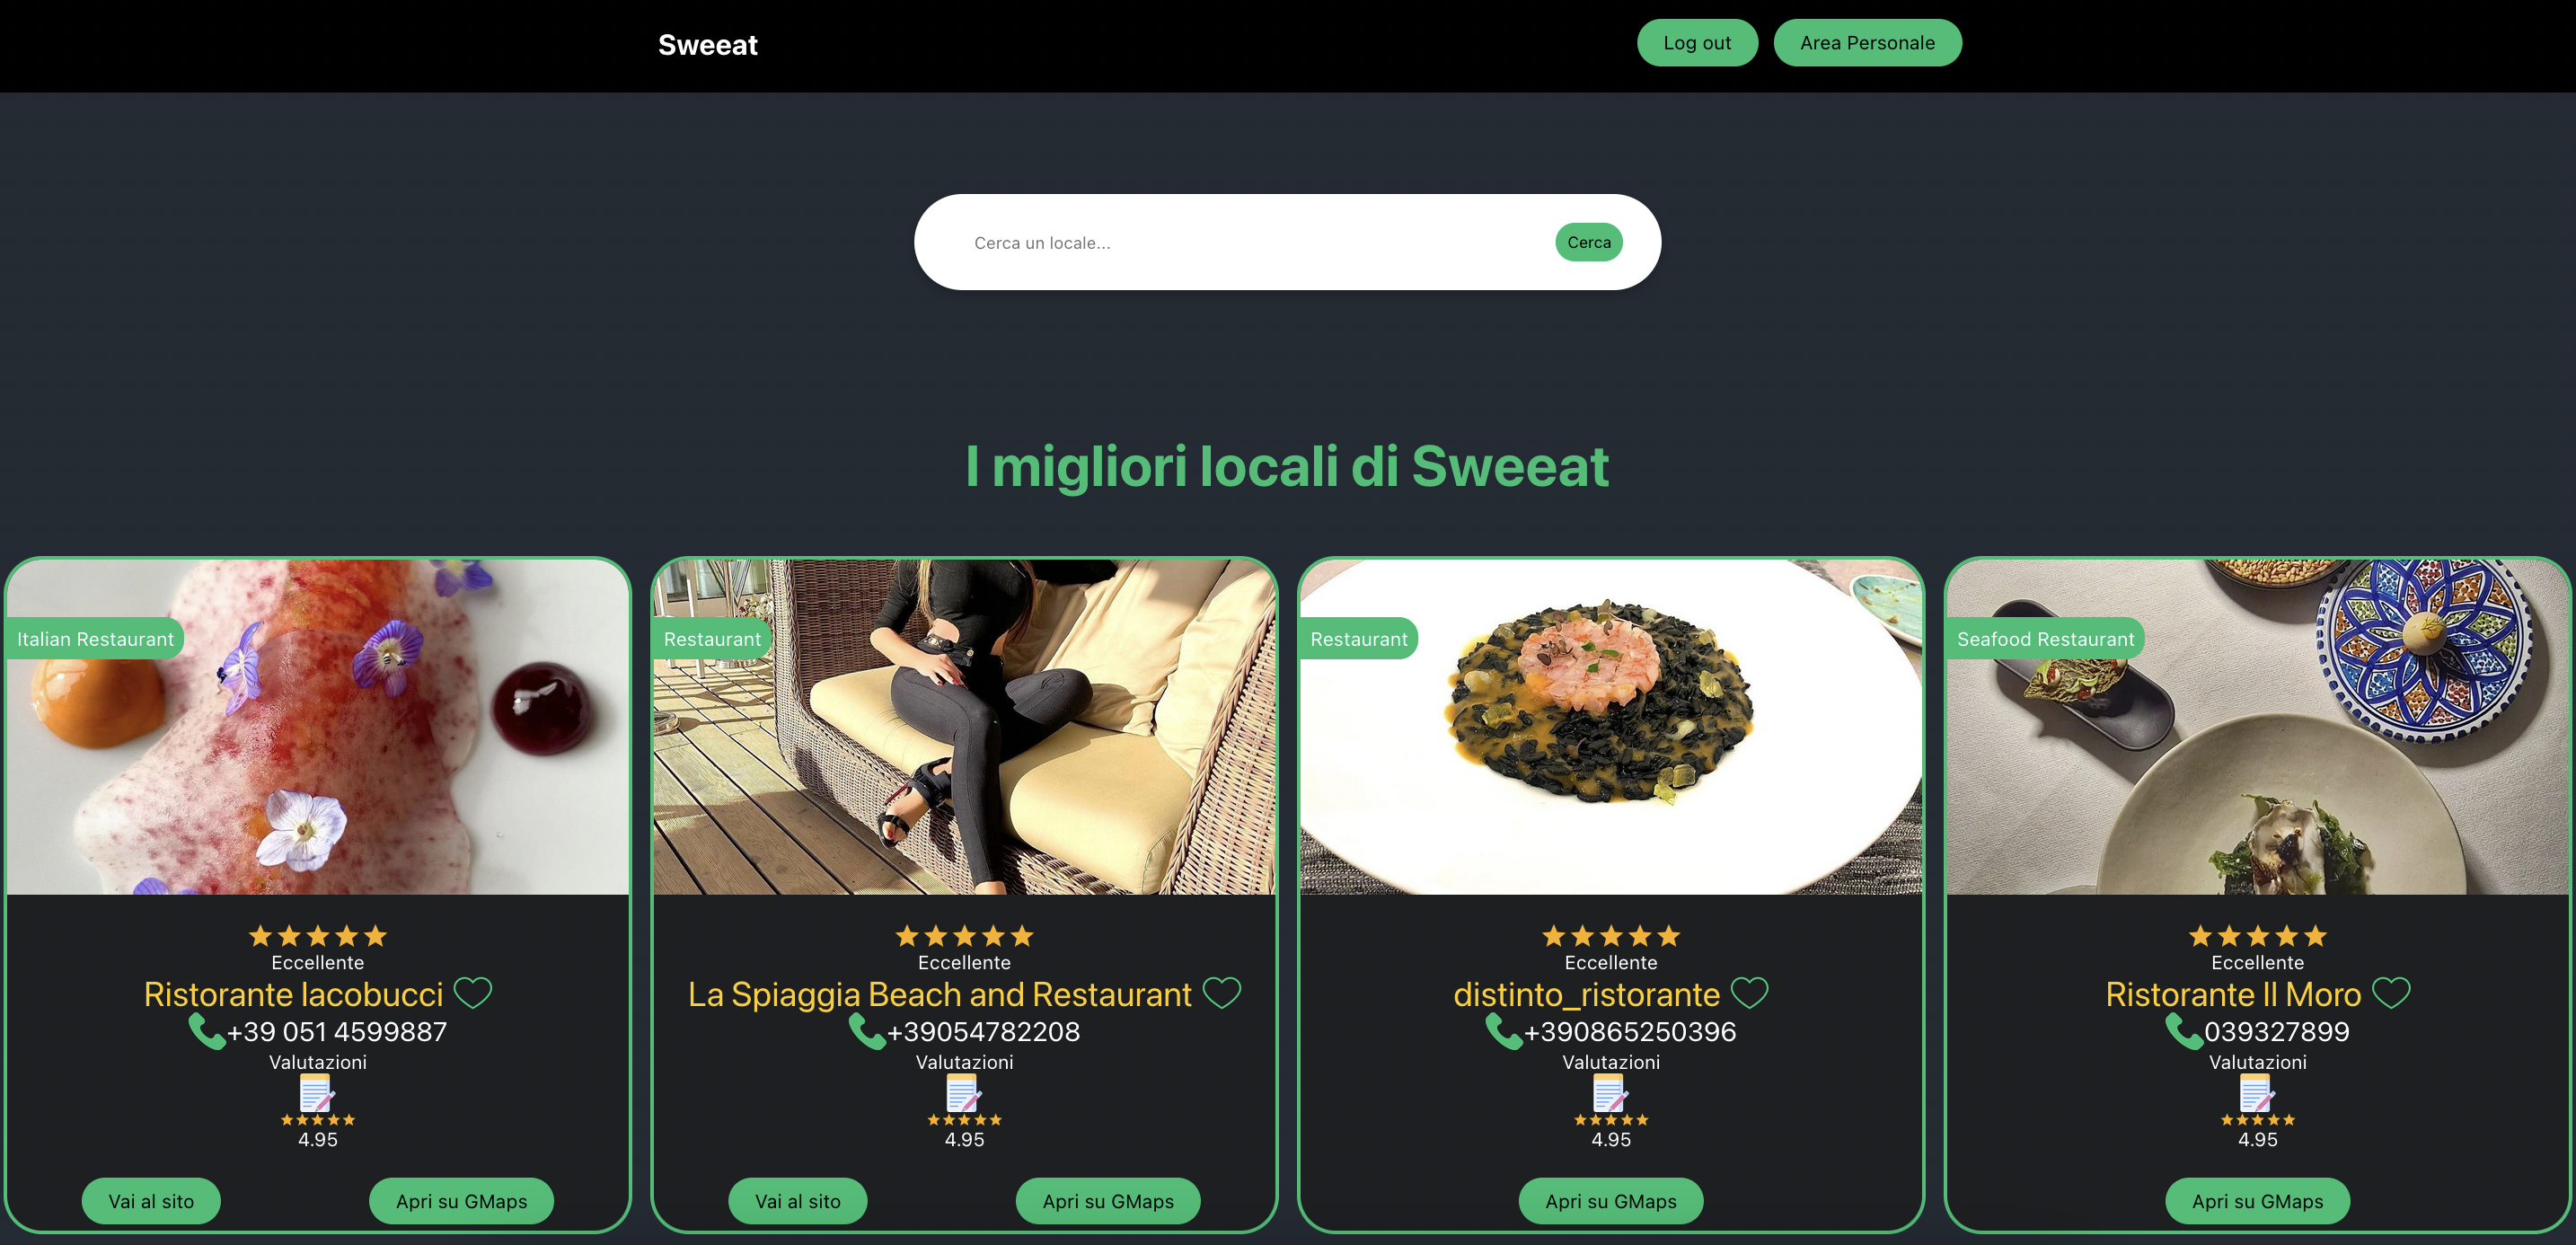 Sweeat
Log out
Area Personale
Cerca un locale...
Cerca
I migliori locali di Sweeat
Italian Restaurant
Eccellente
Ristorante Iacobucci
+39 051 4599887
Valutazioni
4.95
Vai al sito
Apri su GMaps
Restaurant
Eccellente
La Spiaggia Beach and Restaurant
+39054782208
Valutazioni
4.95
Vai al sito
Apri su GMaps
Restaurant
Eccellente
distinto_ristorante
+390865250396
Valutazioni
4.95
Apri su GMaps
Seafood Restaurant
Eccellente
Ristorante Il Moro
039327899
Valutazioni
4.95
Apri su GMaps